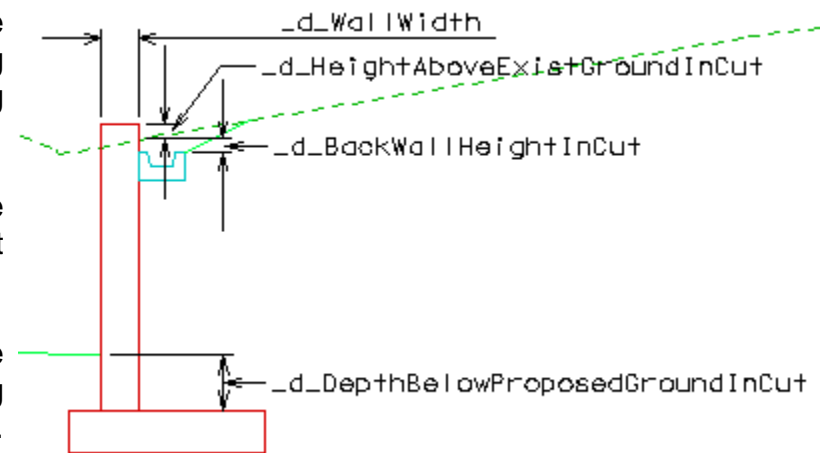 e
_d_WallWidth
g
_d_HeightAboveExistGroundInCut
g
_d_BackWallHeightInCut
e
t
e
_d_DepthBelowProposedGroundInCut
g
.